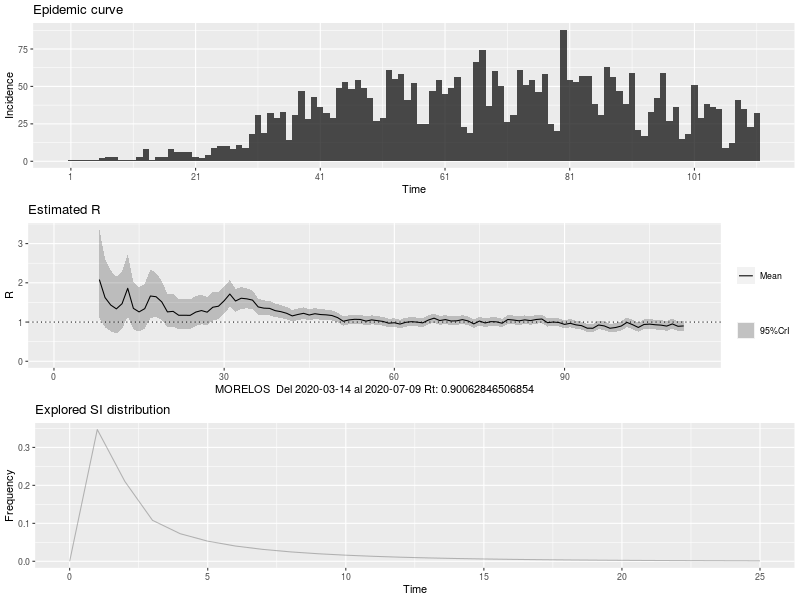 Epidemic curve
75
50
25
0
Incidence
1 21 41 61 81 101
Time
Estimated R
3
2
1
0
R
Mean
95%CrI
0 30 60 90
MORELOS Del 2020-03-14 al 2020-07-09 Rt: 0.90062846506854
Explored SI distribution
0.3
0.2
0.1
0.0
Frequency
0 5 10 15 20 25
Time